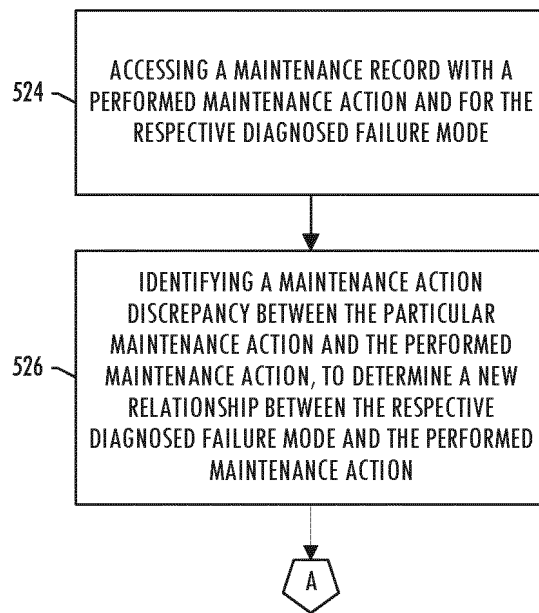 524
ACCESSING A MAINTENANCE RECORD WITH A
PERFORMED MAINTENANCE ACTION AND FOR THE
RESPECTIVE DIAGNOSED FAILURE MODE
526
IDENTIFYING A MAINTENANCE ACTION
DISCREPANCY BETWEEN THE PARTICULAR
MAINTENANCE ACTION AND THE PERFORMED
MAINTENANCE ACTION, TO DETERMINE A NEW
RELATIONSHIP BETWEEN THE RESPECTIVE
DIAGNOSED FAILURE MODE AND THE PERFORMED
MAINTENANCE ACTION
A